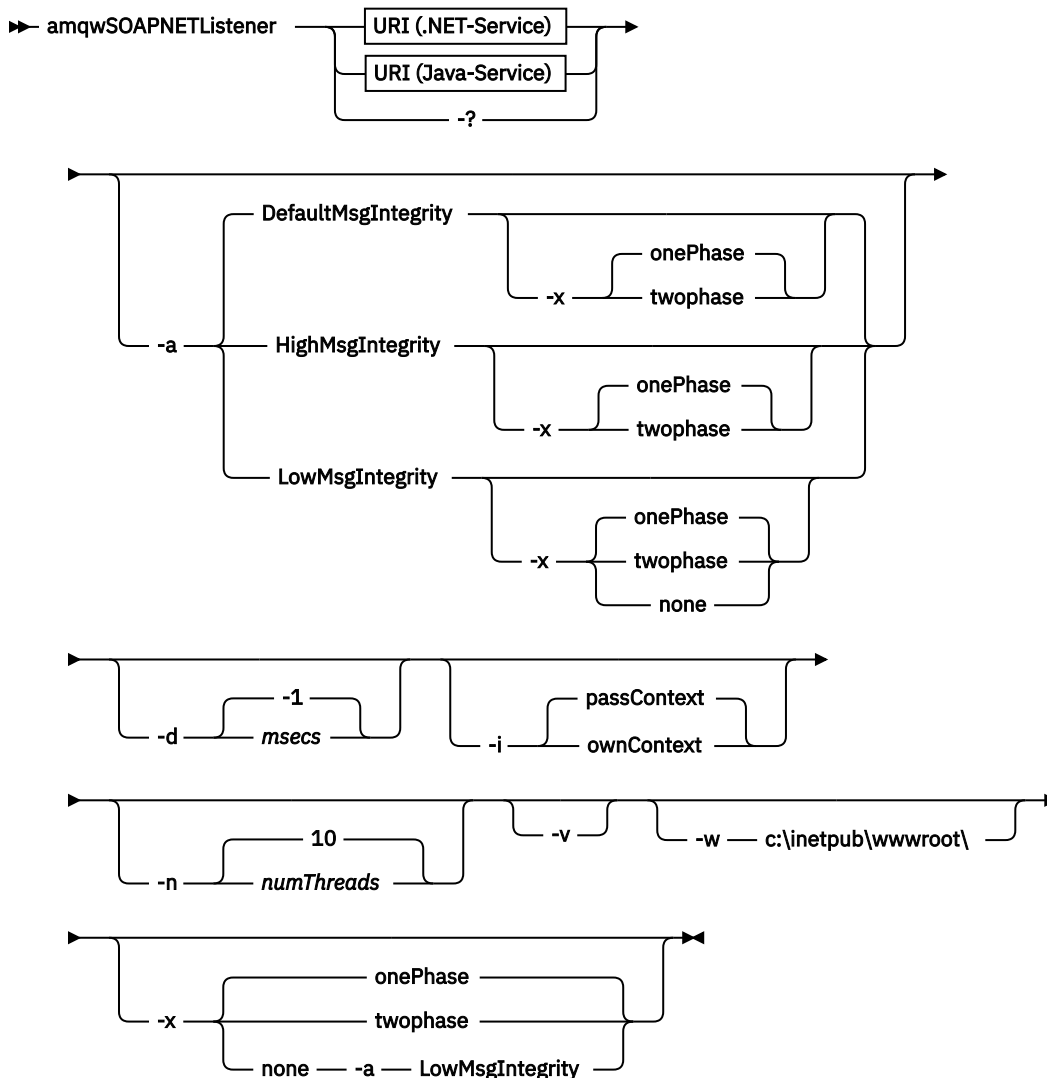 amqwSOAPNETListener URI (.NET-Service)
URI (Java-Service)
-?
DefaultMsgIntegrity
onePhase
-x twophase
-a HighMsgIntegrity
onePhase
-x twophase
LowMsgIntegrity
onePhase
-x twophase
none
-1 passContext
-d msecs -i ownContext
10 -v -w c:\inetpub\wwwroot\
-n numThreads
onePhase
-x twophase
none -a LowMsgIntegrity